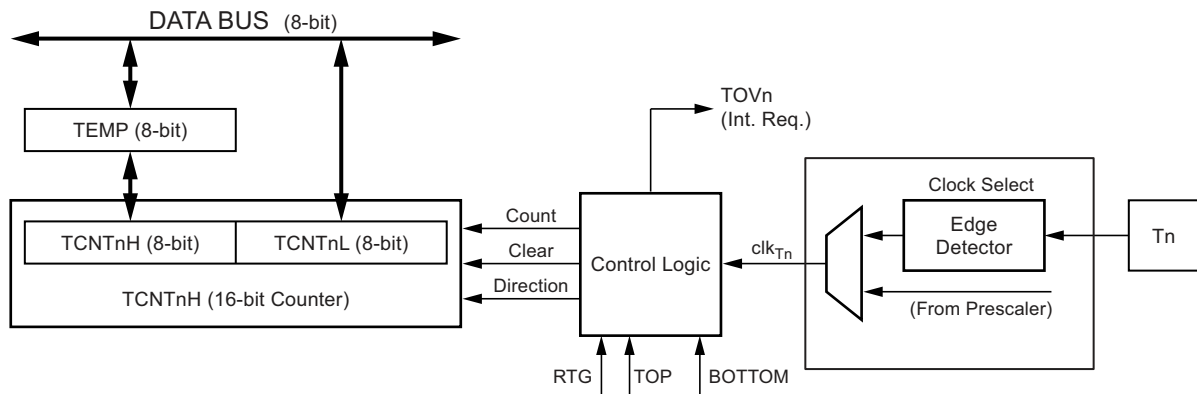 DATA BUS (8-bit)
TEMP (8-bit)
TCNTnH (8-bit)
TCNTnL (8-bit)
TCNTnH (16-bit Counter)
Count
Clear
Direction
TOVn
(Int. Req.)
Control Logic
RTG
TOP
BOTTOM
clkTn
Clock Select
Edge
Detector
(From Prescaler)
Tn